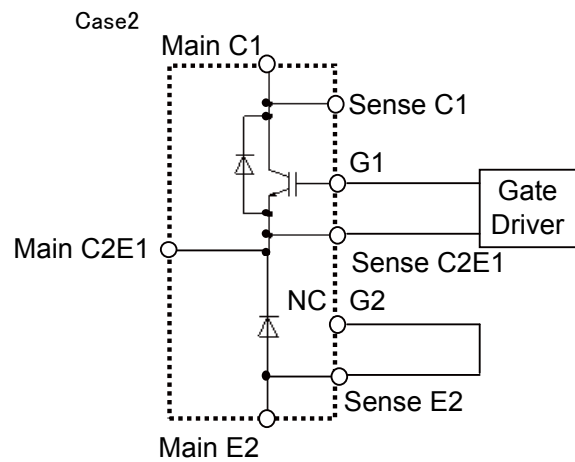 Case2
Main C1
Sense C1
G1
Gate
Driver
Main C2E1
Sense C2E1
NC G2
Sense E2
Main E2